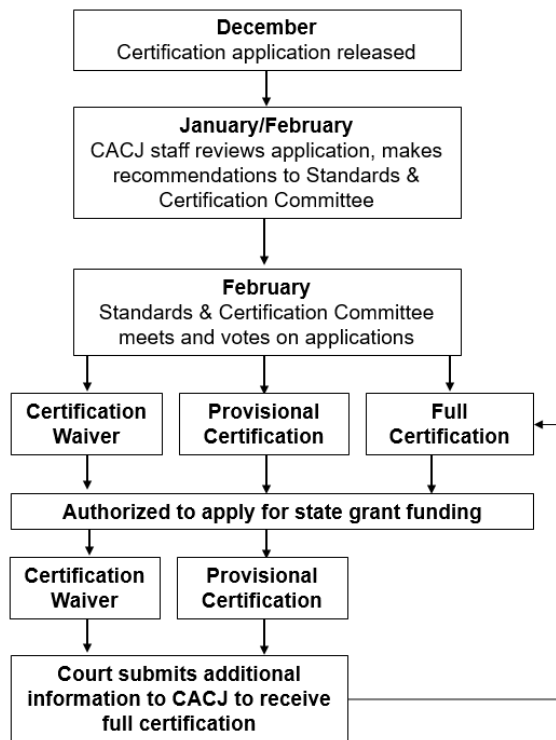 December
Certification application released
January/February
CACJ staff reviews application, makes
recommendations to Standards &
Certification Committee
February
Standards & Certification Committee
meets and votes on applications
Certification
Waiver
Provisional
Certification
Full
Certification
Authorized to apply for state grant funding
Certification
Waiver
Provisional
Certification
Court submits additional
information to CACJ to receive
full certification